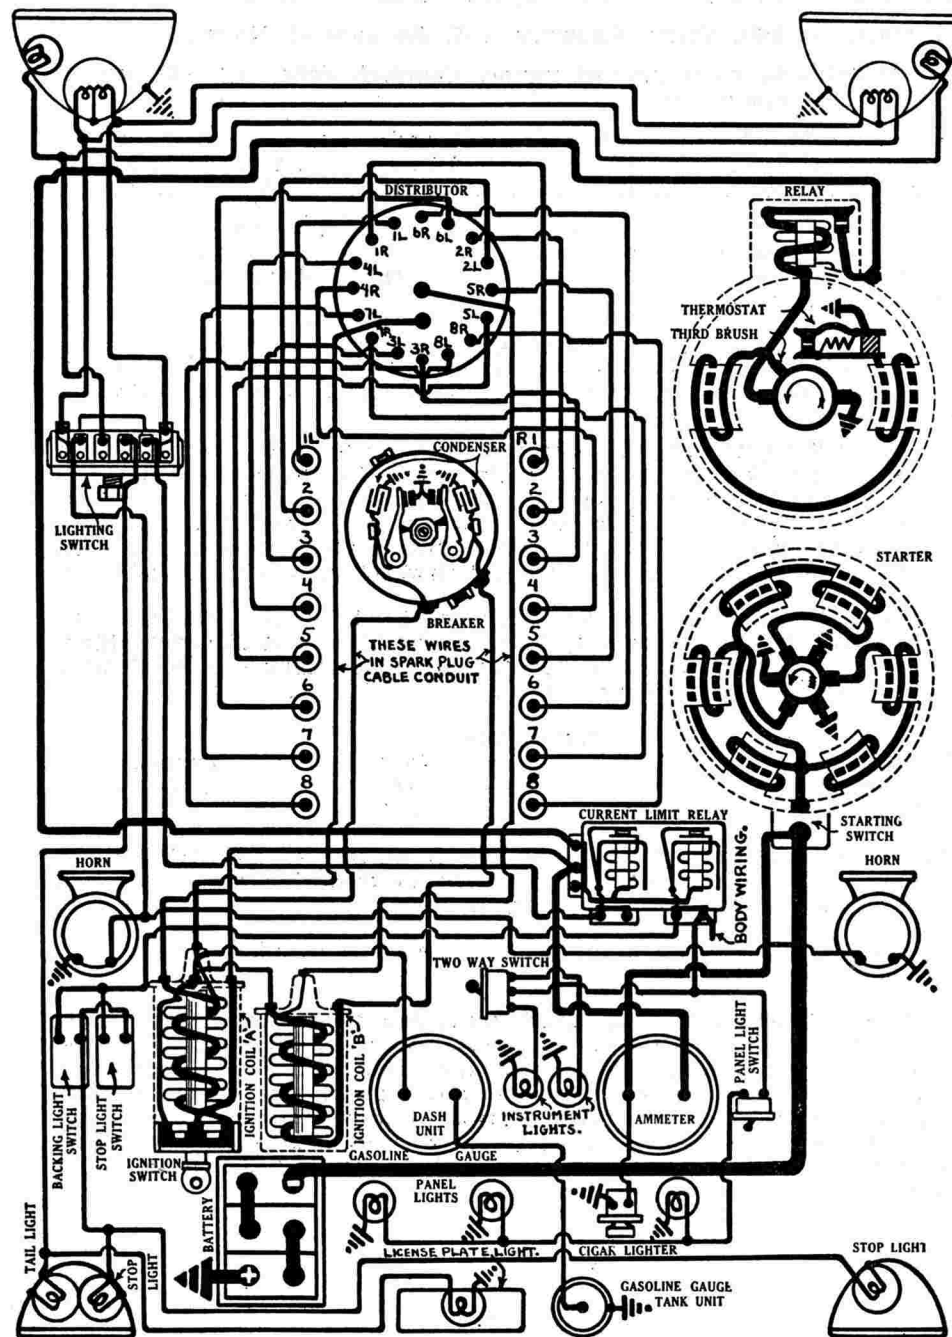 RELAY
DISTRIBUTOR
1R
1L
6R
6L
2R
2L
4L
4R
5R
7L
5L
7R
8R
3L
3R
8L
THERMOSTAT
THIRD BRUSH
1L
R1
CONDENSER
2
2
LIGHTING
SWITCH
3
3
STARTER
4
4
BREAKER
5
5
THESE WIRES
IN SPARK PLUG
CABLE CONDUIT
6
6
7
7
8
8
CURRENT LIMIT RELAY
STARTING
SWITCH
HORN
HORN
BODY WIRING.
TWO WAY SWITCH
IGNITION COIL 'A'
IGNITION COIL 'B'
PANEL LIGHT
SWITCH
BACKING LIGHT
SWITCH
STOP LIGHT
SWITCH
DASH
UNIT
INSTRUMENT
LIGHTS.
AMMETER
IGNITION
SWITCH
GASOLINE GAUGE
PANEL
LIGHTS
BATTERY
+
TAIL LIGHT
STOP
LIGHT
LICENSE PLATE LIGHT.
CIGAR LIGHTER
STOP LIGHT
GASOLINE GAUGE
TANK UNIT